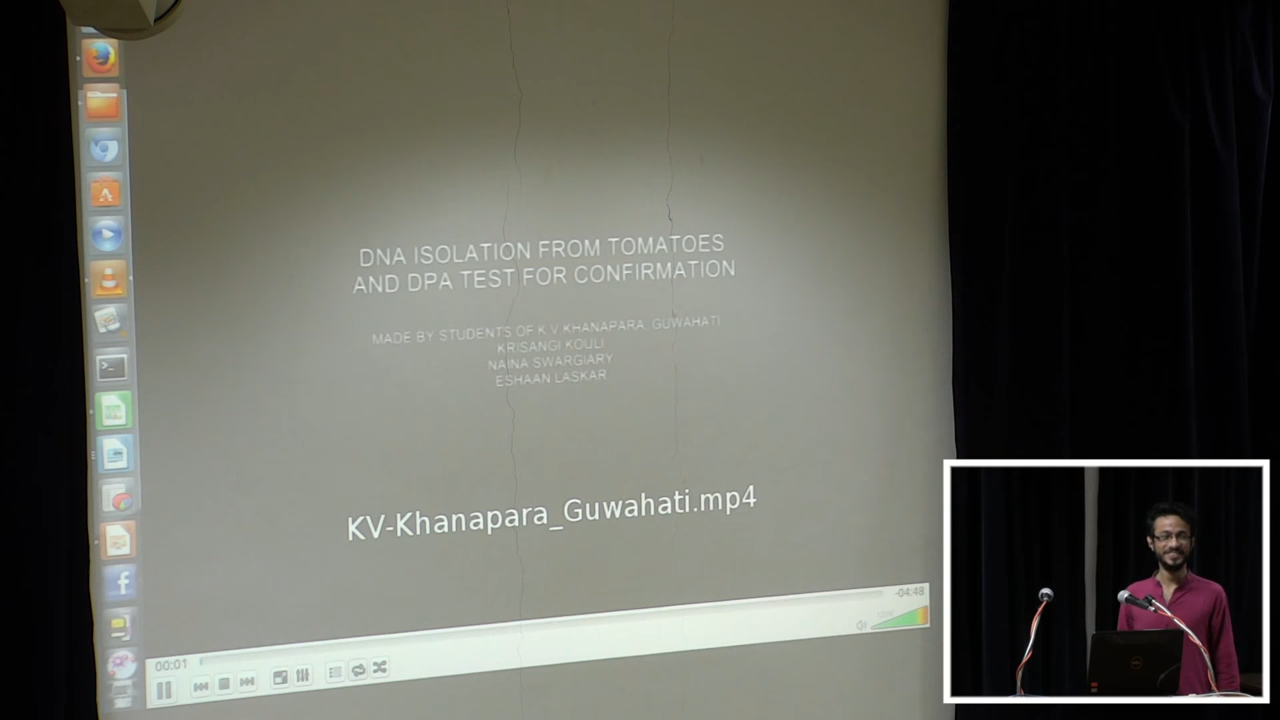 DNA ISOLATION FROM TOMATOES
AND DPA TEST FOR CONFIRMATION
MADE BY STUDENTS OF K V KHANAPARA, GUWAHATI
KRISANGI KOULI
NAINA SWARGIARY
ESHAAN LASKAR
KV-Khanapara_Guwahati.mp4
-04:48
00:01